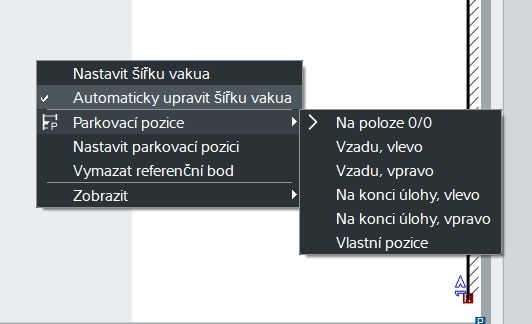 Nastavit šířku vakua
Automaticky upravit šířku vakua
Parkovací pozice
Nastavit parkovací pozici
Vymazat referenční bod
Zobrazit
Na poloze 0/0
Vzadu, vlevo
Vzadu, vpravo
Na konci úlohy, vlevo
Na konci úlohy, vpravo
Vlastní pozice
P